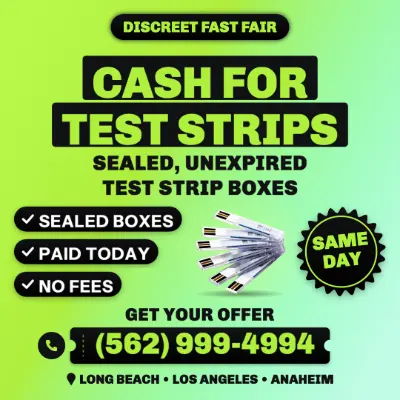 DISCREET FAST FAIR
CASH FOR
TEST STRIPS
SEALED, UNEXPIRED
TEST STRIP BOXES
SEALED BOXES
PAID TODAY
NO FEES
SAME
DAY
GET YOUR OFFER
(562) 999-4994
LONG BEACH • LOS ANGELES • ANAHEIM